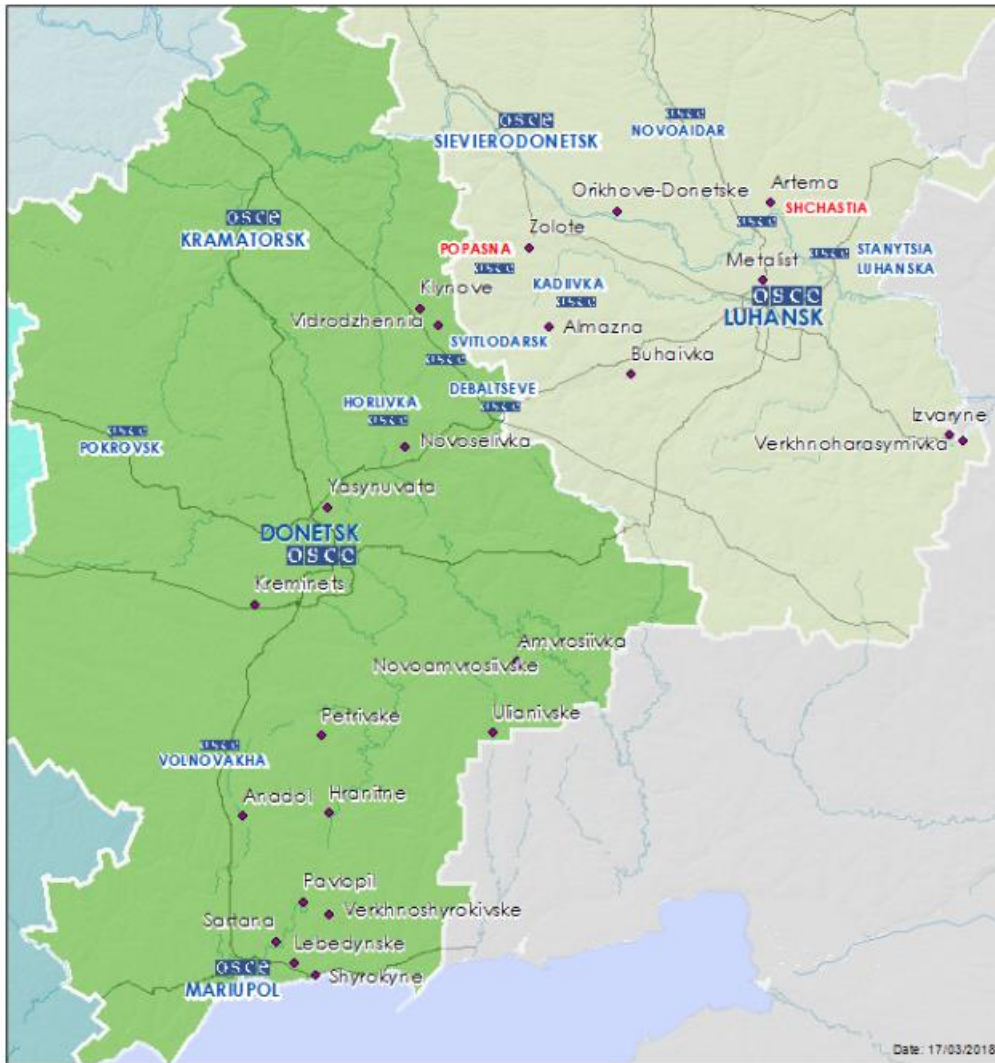 osce
SIEVIERODONETSK
osce
NOVOAIDAR
Orikhove-Donetske
Artema
osce
SHCHASTIA
osce
KRAMATORSK
Zolote
POPASNA
osce
osce
STANYTSIA
LUHANSKA
Metalist
KADIIVKA
osce
osce
LUHANSK
Klynove
Vidrodzhennia
Almazna
SVITLODARSK
osce
Buhaivka
DEBALTSEVE
osce
HORLIVKA
osce
Novoselivka
osce
POKROVSK
Izvaryne
Verkhnoharasymivka
Yasynuvata
DONETSK
osce
Kreminets
Amvrosiivka
Novoamvrosiivske
Petrivske
Ulianivske
osce
VOLNOVAKHA
Anadol
Hranitne
Pavlopil
Verkhnoshyrokivske
Sartana
Lebedynske
osce
MARIUPOL
Shyrokyne
Date: 17/03/2018